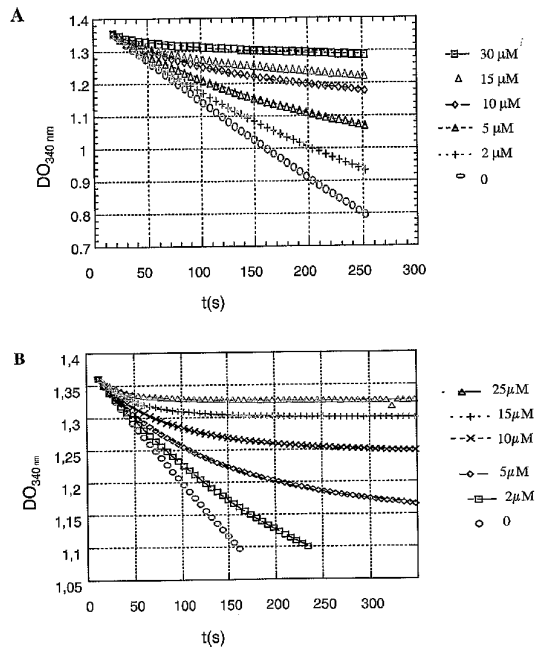 A
1.4
1.3
1.2
1.1
1
0.9
0.8
0.7
DO340 nm
0 50 100 150 200 250 300
t(s)
30 µM
15 µM
10 µM
5 µM
2 µM
0
B
1,4
1,35
1,3
1,25
1,2
1,15
1,1
1,05
DO340 nm
0 50 100 150 200 250 300
t(s)
25µM
15µM
10µM
5µM
2µM
0